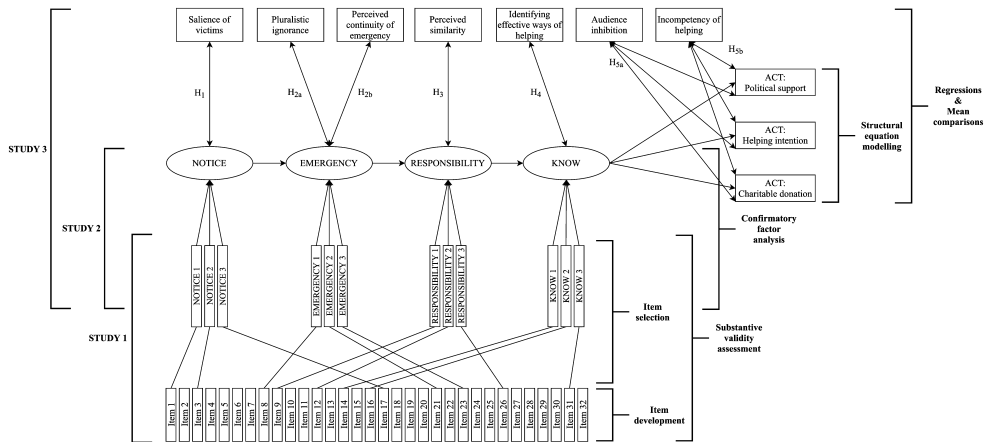 Salience of
victims
Pluralistic
ignorance
Perceived
continuity of
emergency
Perceived
similarity
Identifying
effective ways of
helping
Audience
inhibition
Incompetency of
helping
H1
H2a
H2b
H3
H4
H5a
H5b
ACT:
Political support
ACT:
Helping intention
ACT:
Charitable donation
Structural
equation
modelling
Regressions
&
Mean
comparisons
STUDY 3
NOTICE
EMERGENCY
RESPONSIBILITY
KNOW
STUDY 2
Confirmatory
factor
analysis
NOTICE 1
NOTICE 2
NOTICE 3
EMERGENCY 1
EMERGENCY 2
EMERGENCY 3
RESPONSIBILITY 1
RESPONSIBILITY 2
RESPONSIBILITY 3
KNOW 1
KNOW 2
KNOW 3
Item
selection
STUDY 1
Substantive
validity
assessment
Item 1
Item 2
Item 3
Item 4
Item 5
Item 6
Item 7
Item 8
Item 9
Item 10
Item 11
Item 12
Item 13
Item 14
Item 15
Item 16
Item 17
Item 18
Item 19
Item 20
Item 21
Item 22
Item 23
Item 24
Item 25
Item 26
Item 27
Item 28
Item 29
Item 30
Item 31
Item 32
Item
development